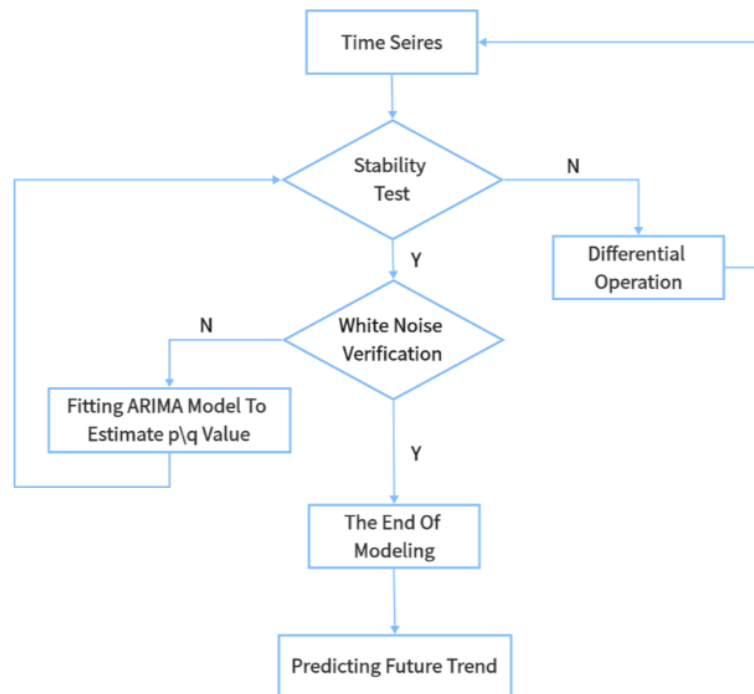 Time Seires
Stability
Test
N
Differential
Operation
Y
White Noise
Verification
N
Fitting ARIMA Model To
Estimate p\q Value
Y
The End Of
Modeling
Predicting Future Trend